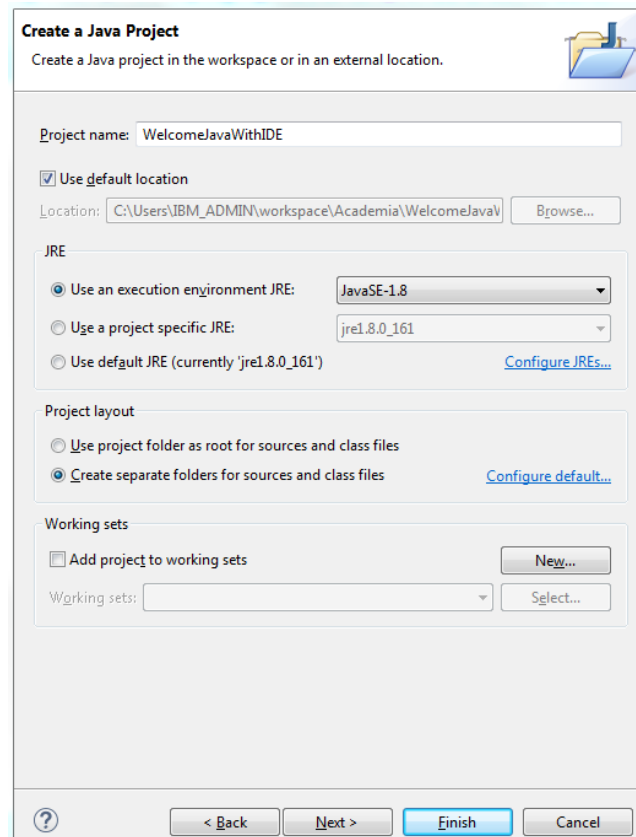 Create a Java Project
Create a Java project in the workspace or in an external location.
Project name: WelcomeJavaWithIDE
Use default location
Location: C:\Users\IBM_ADMIN\workspace\Academia\WelcomeJavaV Browse...
JRE
Use an execution environment JRE: JavaSE-1.8
Use a project specific JRE: jre1.8.0_161
Use default JRE (currently 'jre1.8.0_161') Configure JREs...
Project layout
Use project folder as root for sources and class files
Create separate folders for sources and class files Configure default...
Working sets
Add project to working sets New...
Working sets: Select...
? < Back Next > Finish Cancel